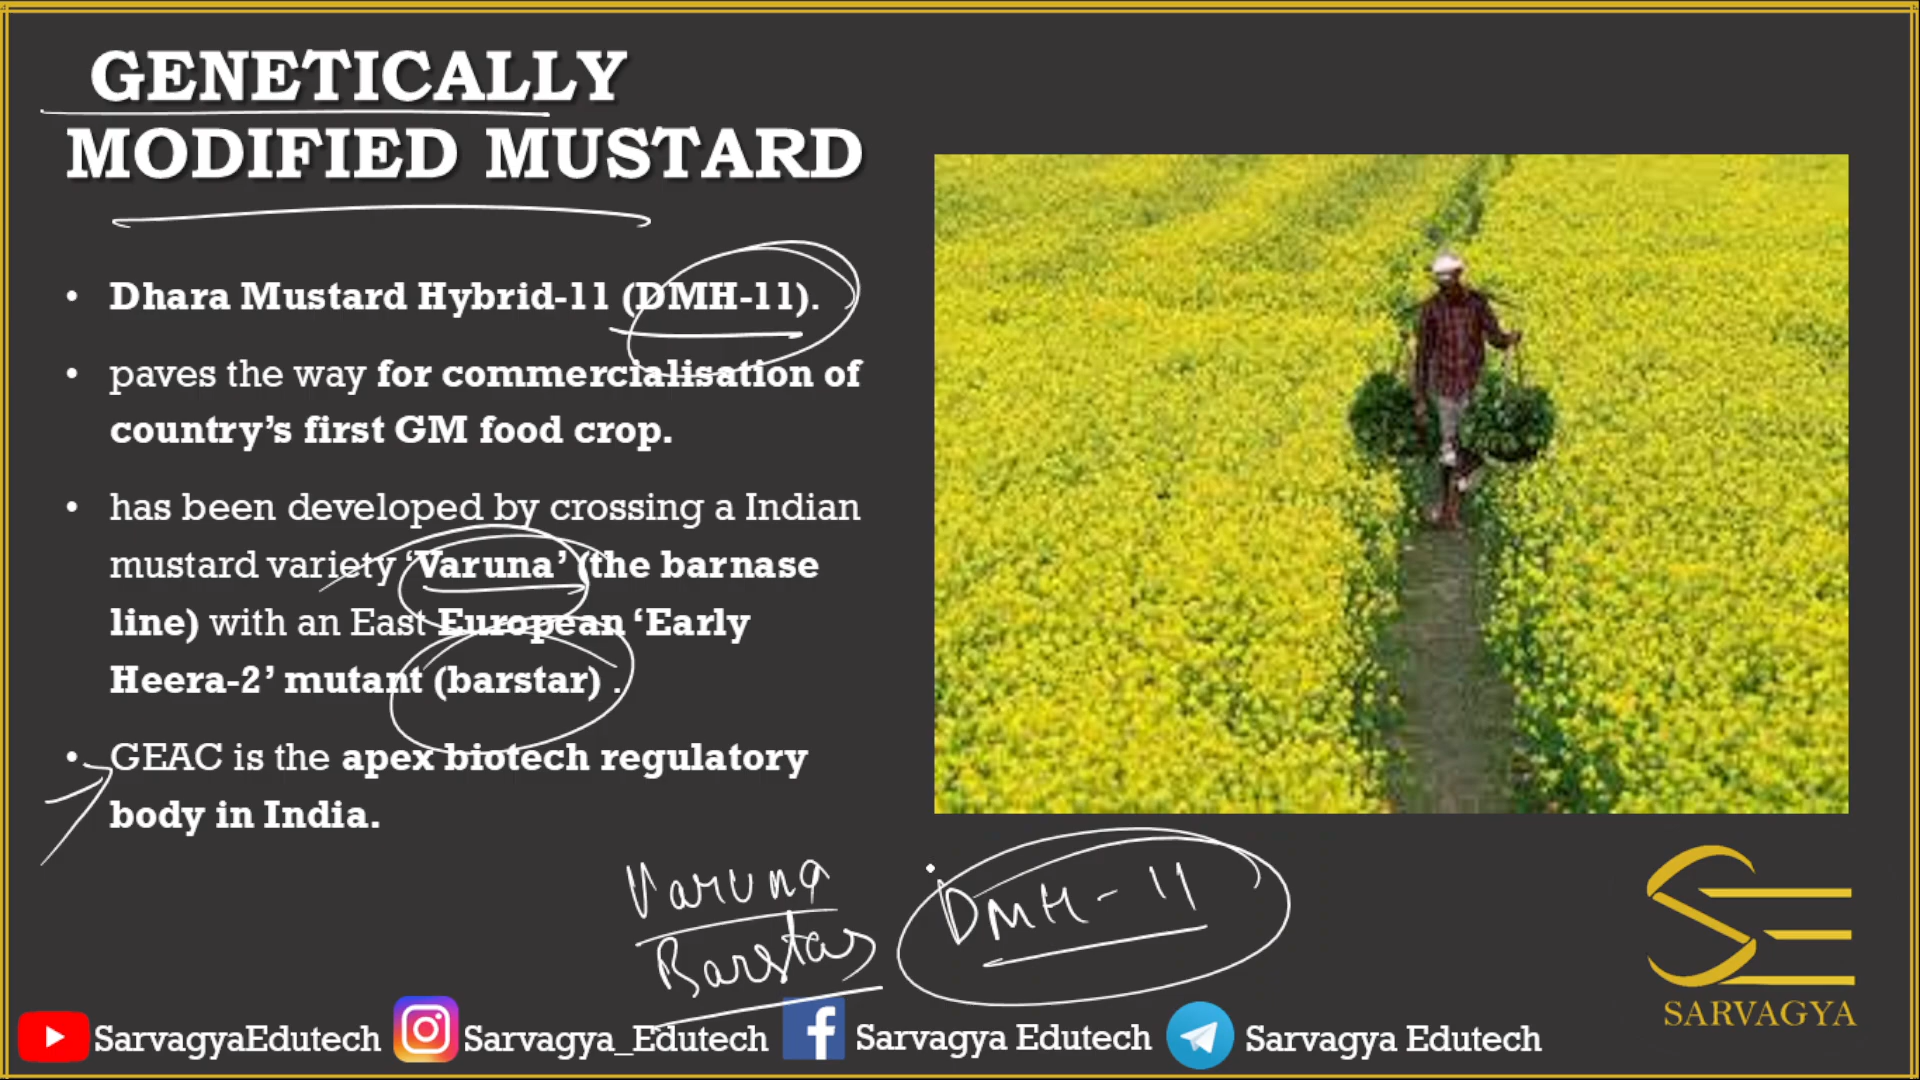 GENETICALLY
MODIFIED MUSTARD
• Dhara Mustard Hybrid-11 (DMH-11).
• paves the way for commercialisation of
country’s first GM food crop.
• has been developed by crossing a Indian
mustard variety ‘Varuna’ (the barnase
line) with an East European ‘Early
Heera-2’ mutant (barstar) .
• GEAC is the apex biotech regulatory
body in India.
Varuna
Barstar
DMH-11
SARVAGYA
SarvagyaEdutech Sarvagya_Edutech Sarvagya Edutech Sarvagya Edutech